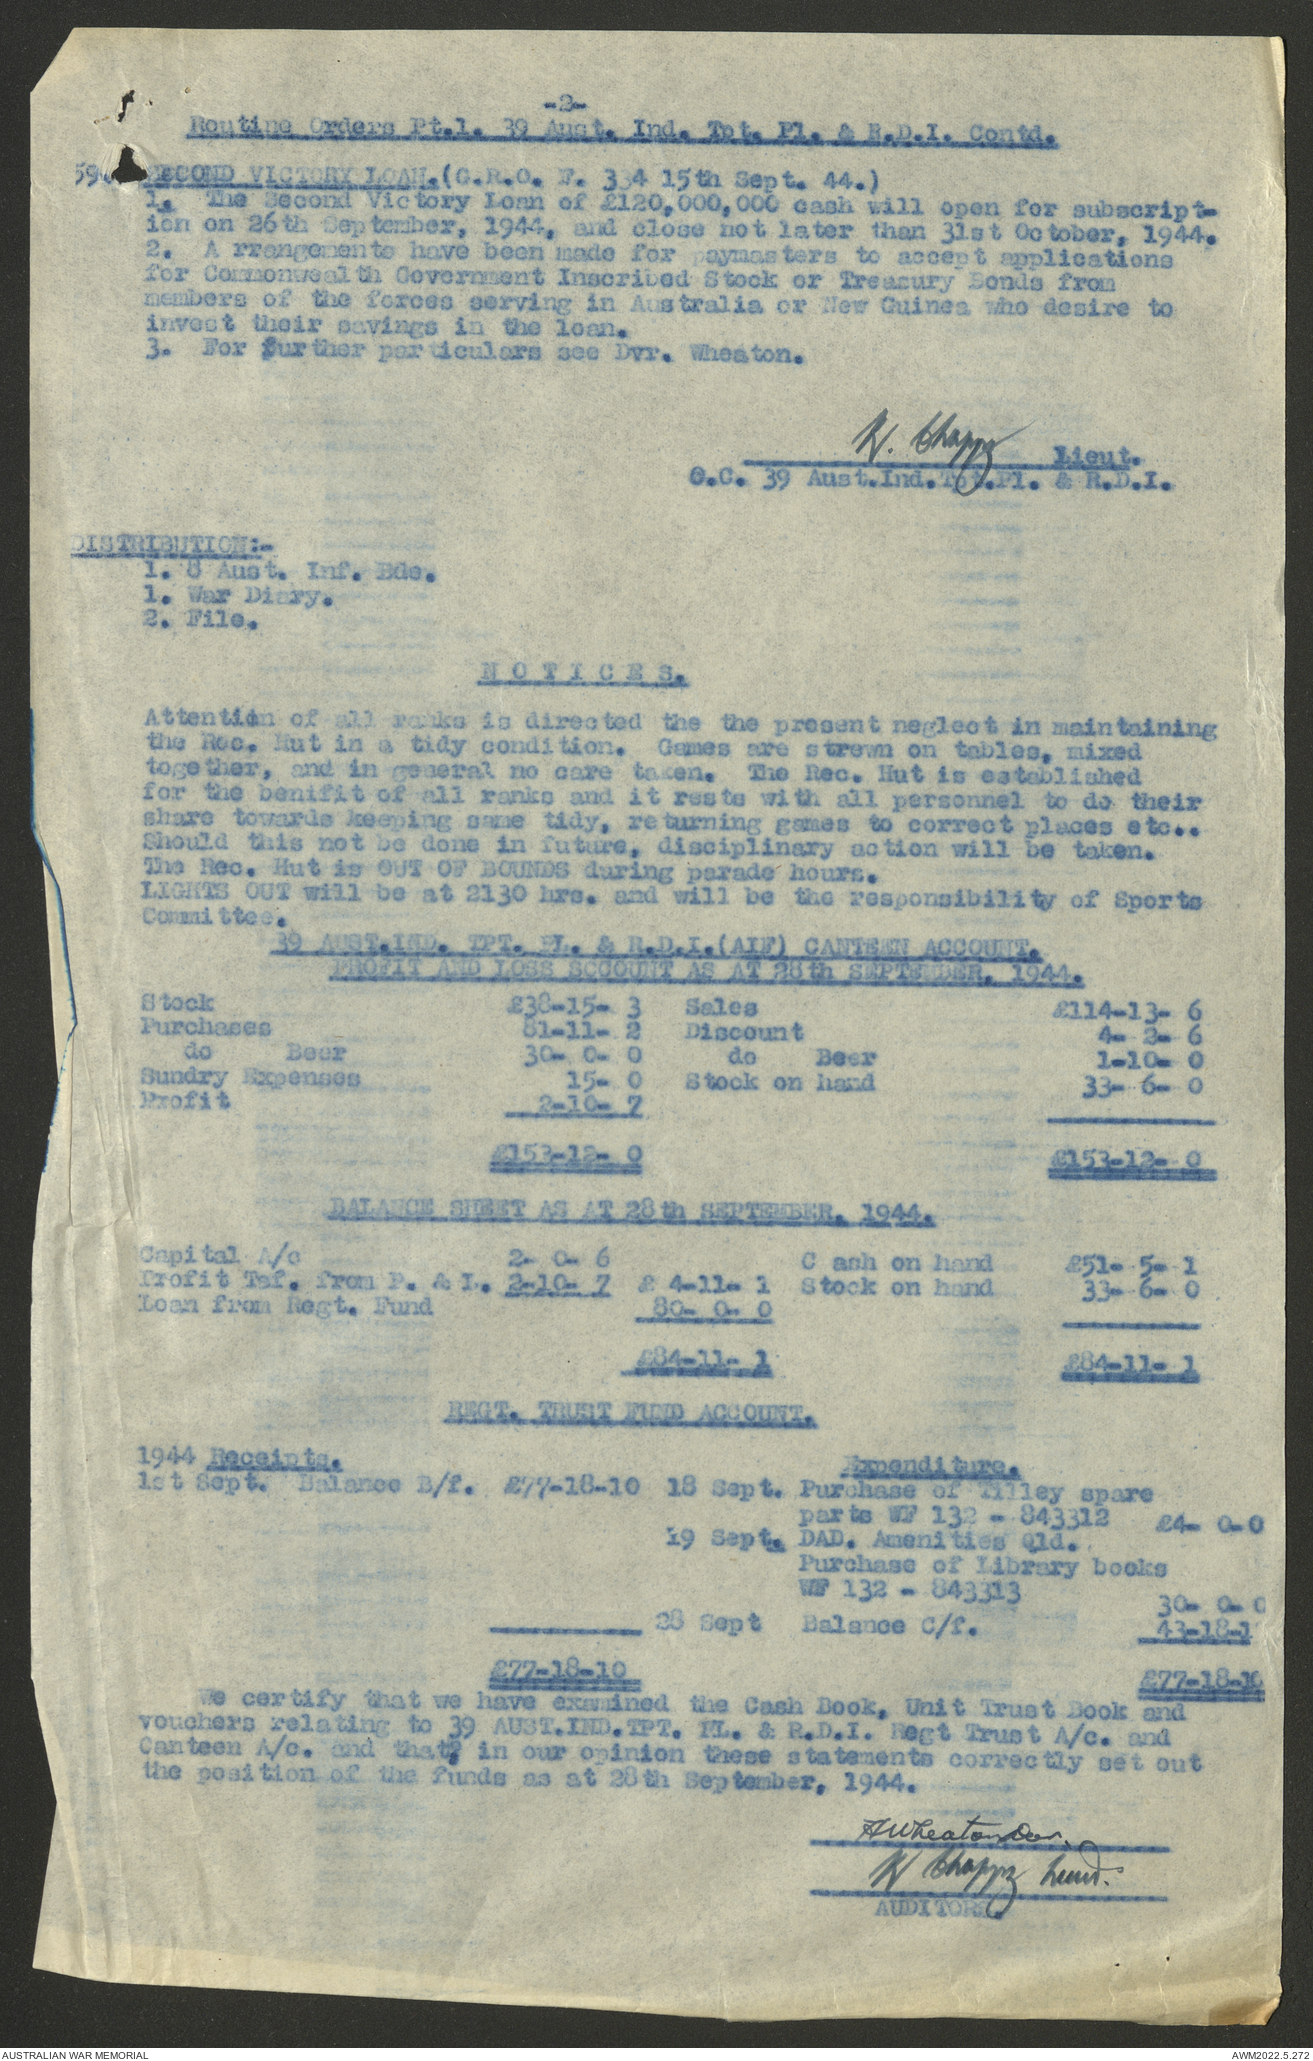 -2-
Routine Orders Pt.1. 39 Aust. Ind. Tpt. Pl. & R.D.I. Contd.
SECOND VICTORY LOAN.(G.R.O. F. 334 15th Sept. 44.)
1. The Second Victory Loan of £120,000,000 cash will open for subscript-
ion on 26th September, 1944, and close not later than 31st October, 1944.
2. A rrangements have been made for paymasters to accept applications
for Commonwealth Government Inscribed Stock or Treasury Bonds from
members of the forces serving in Australia or New Guinea who desire to
invest their savings in the loan.
3. For further particulars see Dvr. Wheaton.
Lieut.
O.C. 39 Aust.Ind.Tpt.Pl. & R.D.I.
DISTRIBUTION:-
1. 8 Aust. Inf. Bde.
1. War Diary.
2. File.
N O T I C E S.
Attention of all ranks is directed the the present neglect in maintaining
the Rec. Hut in a tidy condition. Games are strewn on tables, mixed
together, and in general no care taken. The Rec. Hut is established
for the benifit of all ranks and it rests with all personnel to do their
share towards keeping same tidy, returning games to correct places etc..
Should this not be done in future, disciplinary action will be taken.
The Rec. Hut is OUT OF BOUNDS during parade hours.
LIGHTS OUT will be at 2130 hrs. and will be the responsibility of Sports
Committee.
39 AUST.IND. TPT. PL. & R.D.I.(AIF) CANTEEN ACCOUNT.
PROFIT AND LOSS SCCOUNT AS AT 28th SEPTEMBER, 1944.
Stock £38-15- 3 Sales £114-13- 6
Purchases 81-11- 2 Discount 4- 2- 6
do Beer 30- 0- 0 do Beer 1-10- 0
Sundry Expenses 15- 0 Stock on hand 33- 6- 0
Profit 2-10- 7
£153-12- 0 £153-12- 0
BALANCE SHEET AS AT 28th SEPTEMBER, 1944.
Capital A/c 2- 0- 6 C ash on hand £51- 5- 1
Profit Tsf. from P. & L. 2-10- 7 £ 4-11- 1 Stock on hand 33- 6- 0
Loan from Regt. Fund 80- 0- 0
£84-11- 1 £84-11- 1
REGT. TRUST FUND ACCOUNT.
1944 Receipts. Expenditure.
1st Sept. Balance B/f. £77-18-10 18 Sept. Purchase of Tilley spare
parts WF 132 - 843312 £4- 0-0
19 Sept. DAD. Amenities Qld.
Purchase of Library books
WF 132 - 843313 30- 0- 0
28 Sept Balance C/f. 43-18-1
£77-18-10 £77-18-10
We certify that we have examined the Cash Book, Unit Trust Book and
vouchers relating to 39 AUST.IND.TPT. PL. & R.D.I. Regt Trust A/c. and
Canteen A/c. and that, in our opinion these statements correctly set out
the position of the funds as at 28th September, 1944.
Wheaton Dvr.
Lieut.
AUDITORS.
AUSTRALIAN WAR MEMORIAL
AWM2022.5.272